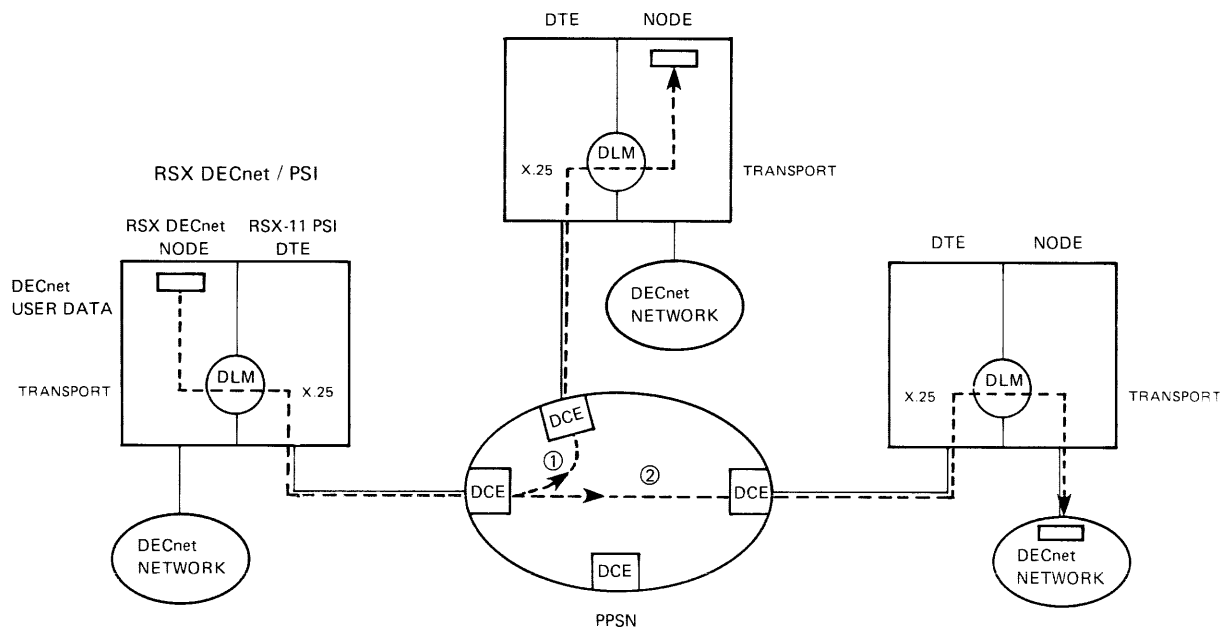 DTE NODE
DLM
X.25
TRANSPORT
RSX DECnet / PSI
RSX DECnet
NODE
RSX-11 PSI
DTE
DECnet
USER DATA
DLM
TRANSPORT
X.25
DECnet
NETWORK
DECnet
NETWORK
DTE NODE
DLM
X.25
TRANSPORT
DECnet
NETWORK
DCE
①
②
DCE
DCE
DCE
PPSN